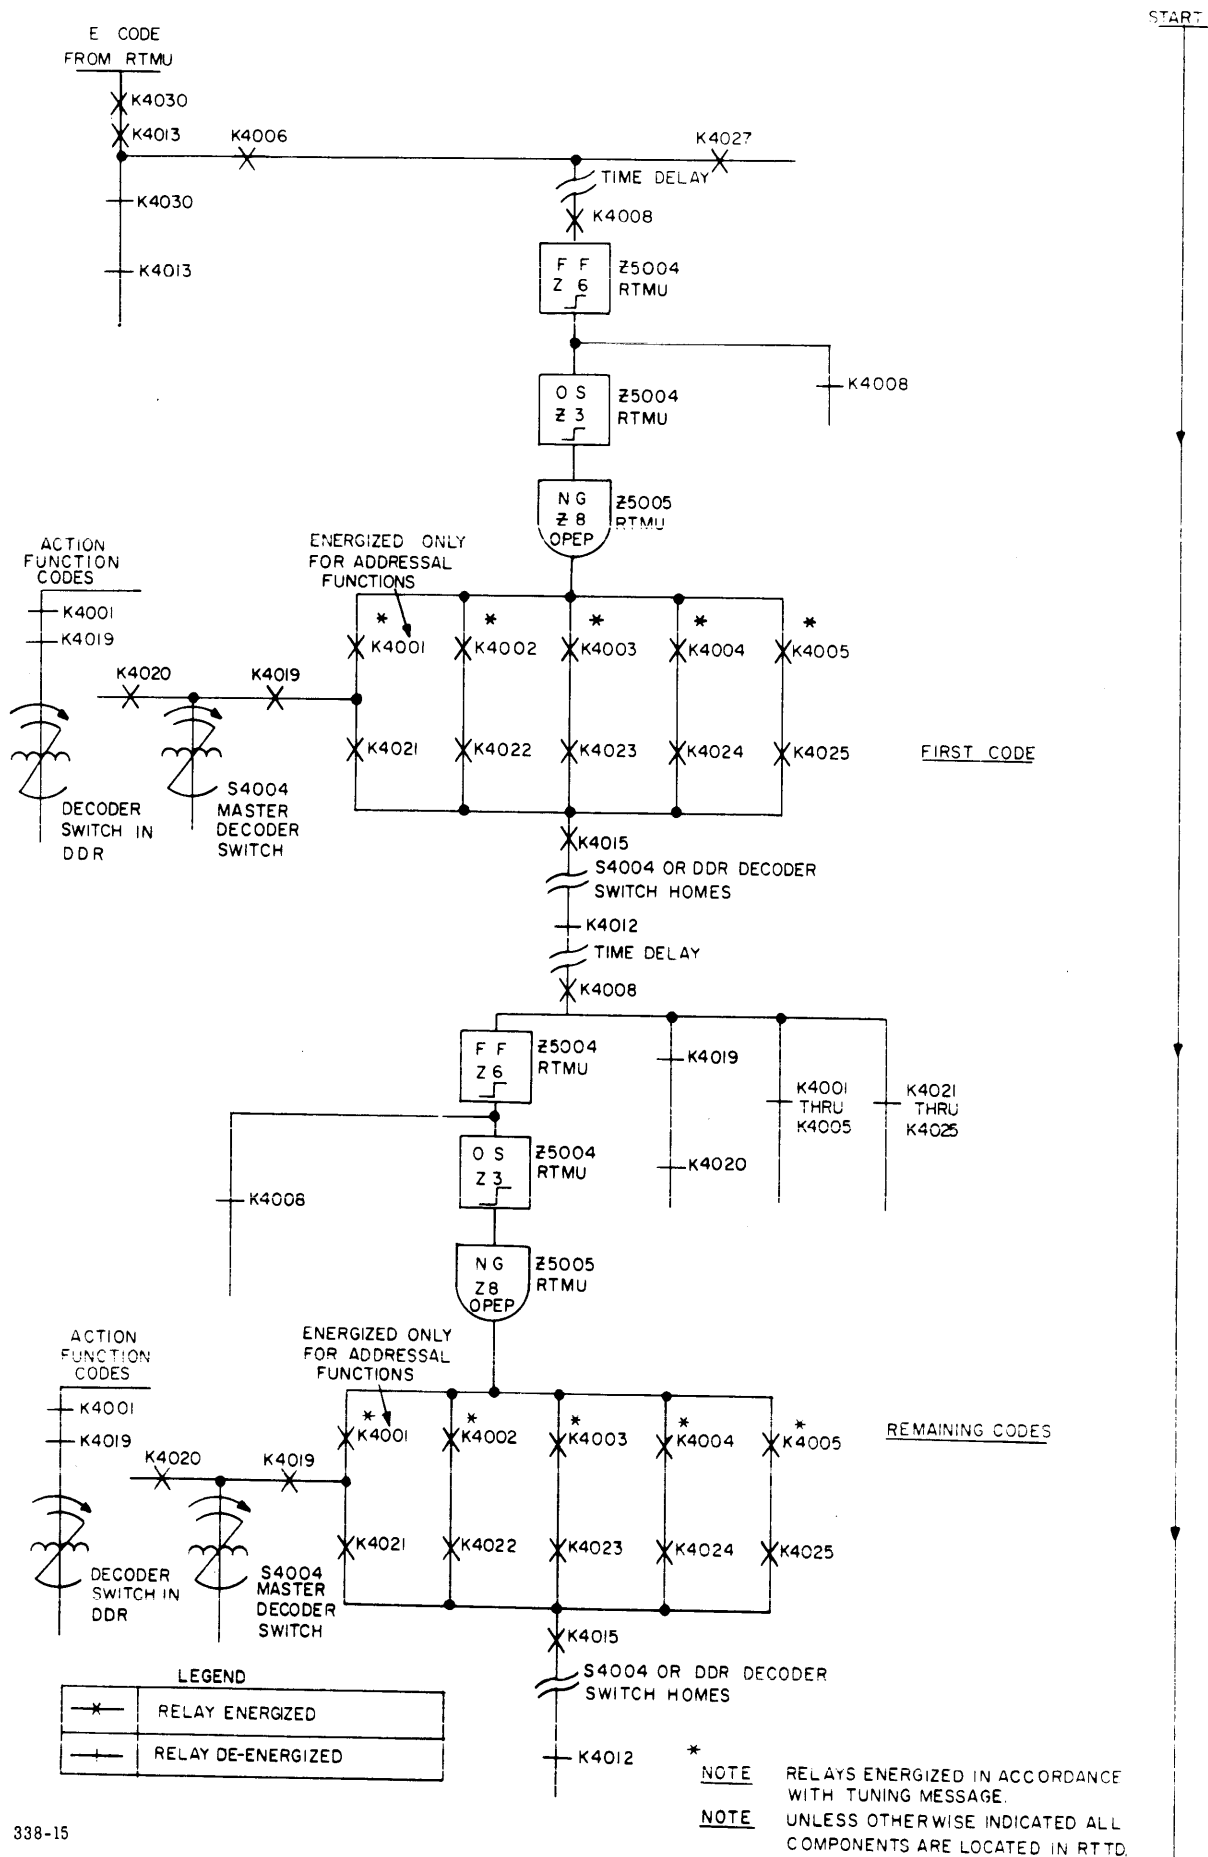 START
E CODE
FROM RTMU
K4030
K4013
K4006
K4027
TIME DELAY
K4030
K4008
K4013
F F
Z 6
Z5004
RTMU
K4008
O S
Z 3
Z5004
RTMU
N G
Z 8
OPEP
Z5005
RTMU
ACTION
FUNCTION
CODES
ENERGIZED ONLY
FOR ADDRESSAL
FUNCTIONS
K4001
K4019
* * * * *
K4001 K4002 K4003 K4004 K4005
K4020
K4019
K4021 K4022 K4023 K4024 K4025
FIRST CODE
DECODER
SWITCH IN
DDR
S4004
MASTER
DECODER
SWITCH
K4015
S4004 OR DDR DECODER
SWITCH HOMES
K4012
TIME DELAY
K4008
F F
Z 6
Z5004
RTMU
K4019
K4001
THRU
K4005
K4021
THRU
K4025
K4020
O S
Z 3
Z5004
RTMU
K4008
N G
Z8
OPEP
Z5005
RTMU
ACTION
FUNCTION
CODES
ENERGIZED ONLY
FOR ADDRESSAL
FUNCTIONS
K4001
K4019
* * * * *
K4001 K4002 K4003 K4004 K4005
REMAINING CODES
K4020
K4019
K4021 K4022 K4023 K4024 K4025
DECODER
SWITCH IN
DDR
S4004
MASTER
DECODER
SWITCH
K4015
S4004 OR DDR DECODER
SWITCH HOMES
K4012
LEGEND
RELAY ENERGIZED
RELAY DE-ENERGIZED
*
NOTE RELAYS ENERGIZED IN ACCORDANCE
WITH TUNING MESSAGE.
NOTE UNLESS OTHERWISE INDICATED ALL
COMPONENTS ARE LOCATED IN RTTD.
338-15